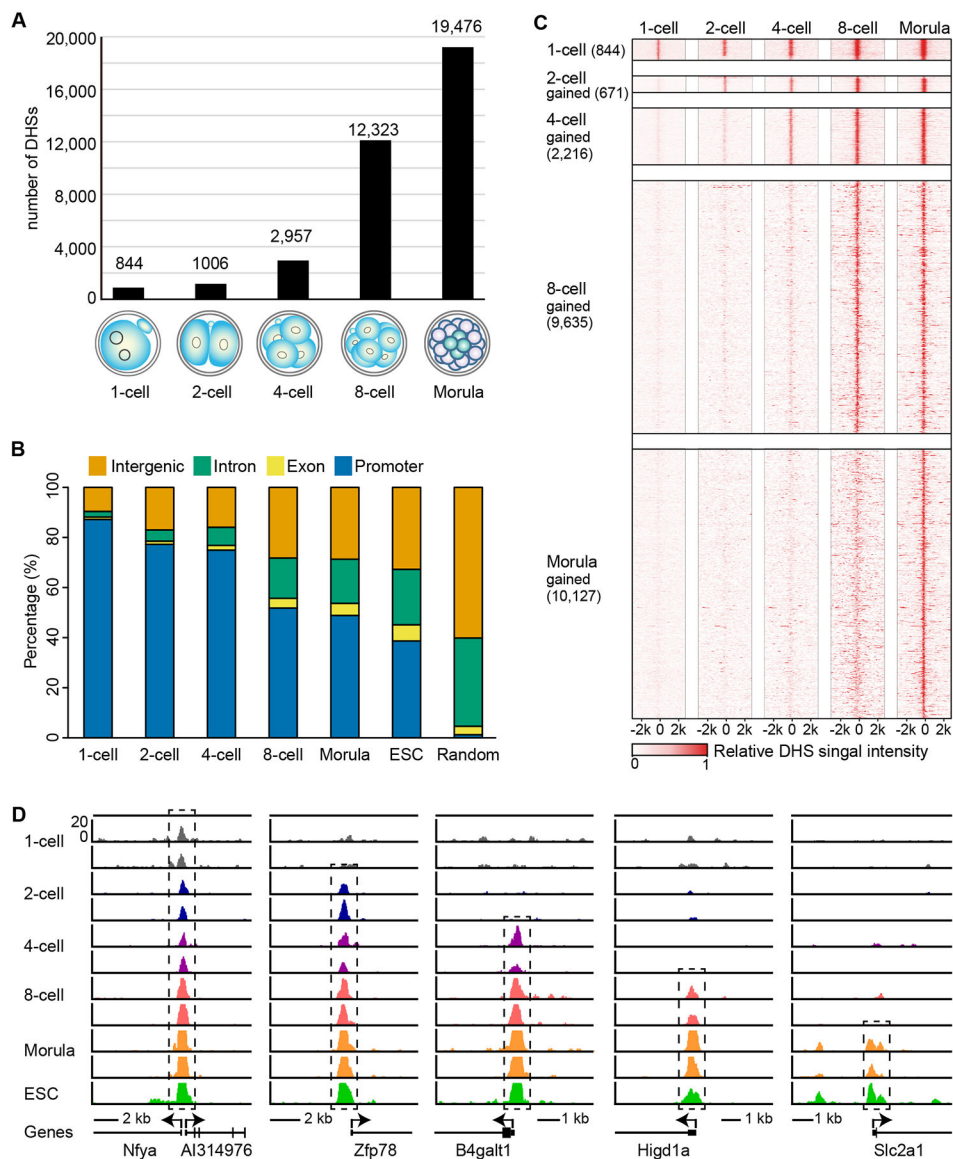 A
20,000
16,000
12,000
8,000
4,000
0
number of DHSs
844
1006
2,957
12,323
19,476
1-cell
2-cell
4-cell
8-cell
Morula
B
Intergenic
Intron
Exon
Promoter
100
80
60
40
20
0
Percentage (%)
1-cell
2-cell
4-cell
8-cell
Morula
ESC
Random
C
1-cell
2-cell
4-cell
8-cell
Morula
1-cell (844)
2-cell
gained (671)
4-cell
gained
(2,216)
8-cell
gained
(9,635)
Morula
gained
(10,127)
-2k 0 2k
-2k 0 2k
-2k 0 2k
-2k 0 2k
-2k 0 2k
0
1
Relative DHS singal intensity
D
20
0
1-cell
2-cell
4-cell
8-cell
Morula
ESC
Genes
2 kb
2 kb
1 kb
1 kb
1 kb
Nfya
AI314976
Zfp78
B4galt1
Higd1a
Slc2a1